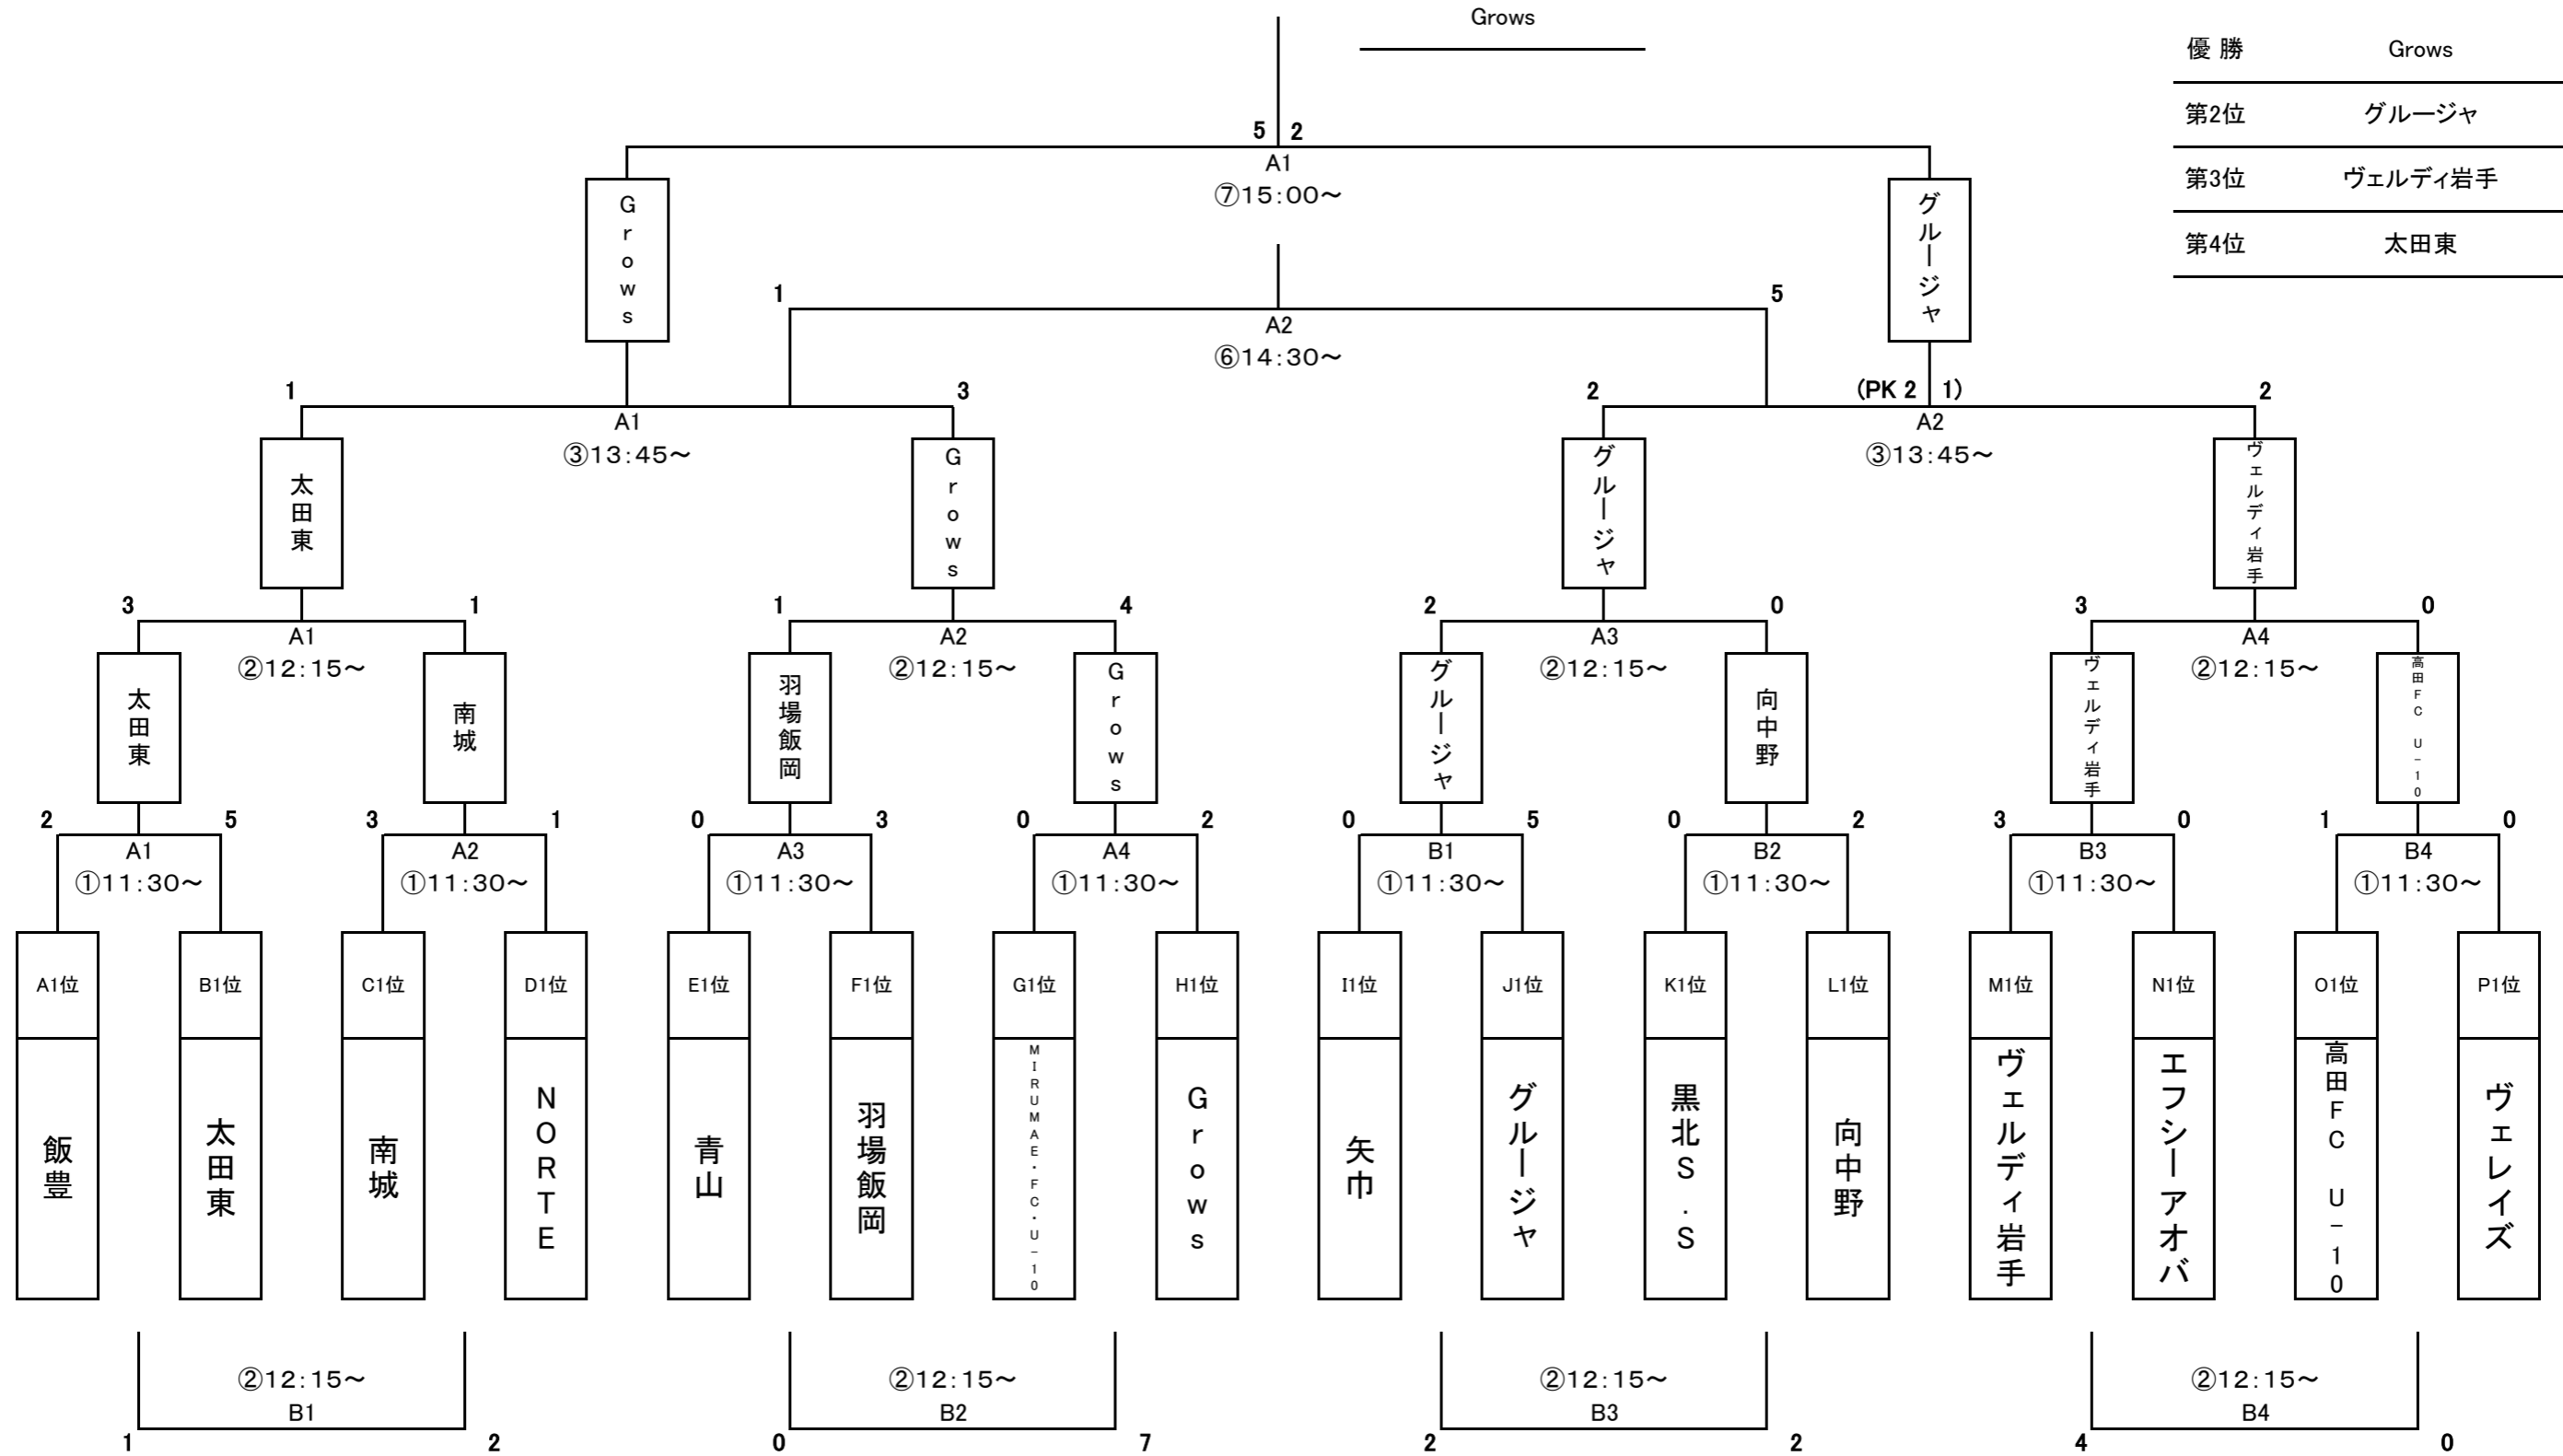 Grows
優 勝 Grows
第2位 グルージャ
第3位 ヴェルディ岩手
第4位 太田東
5 2
A1
⑦15:00～
Grows
グルージャ
1 5
A2
⑥14:30～
1 3
A1
③13:45～
2 (PK 2 1) 2
A2
③13:45～
太田東
Grows
グルージャ
ヴェルディ岩手
3 1
A1
②12:15～
1 4
A2
②12:15～
2 0
A3
②12:15～
3 0
A4
②12:15～
太田東
南城
羽場飯岡
Grows
グルージャ
向中野
ヴェルディ岩手
高田FC U-10
2 5
A1
①11:30～
3 1
A2
①11:30～
0 3
A3
①11:30～
0 2
A4
①11:30～
0 5
B1
①11:30～
0 2
B2
①11:30～
3 0
B3
①11:30～
1 0
B4
①11:30～
A1位
B1位
C1位
D1位
E1位
F1位
G1位
H1位
I1位
J1位
K1位
L1位
M1位
N1位
O1位
P1位
飯豊
太田東
南城
NORTE
青山
羽場飯岡
MIRUMAE・FC・U-10
Grows
矢巾
グルージャ
黒北S.S
向中野
ヴェルディ岩手
エフシーアオバ
高田FC U-10
ヴェレイズ
②12:15～
B1
1 2
②12:15～
B2
0 7
②12:15～
B3
2 2
②12:15～
B4
4 0